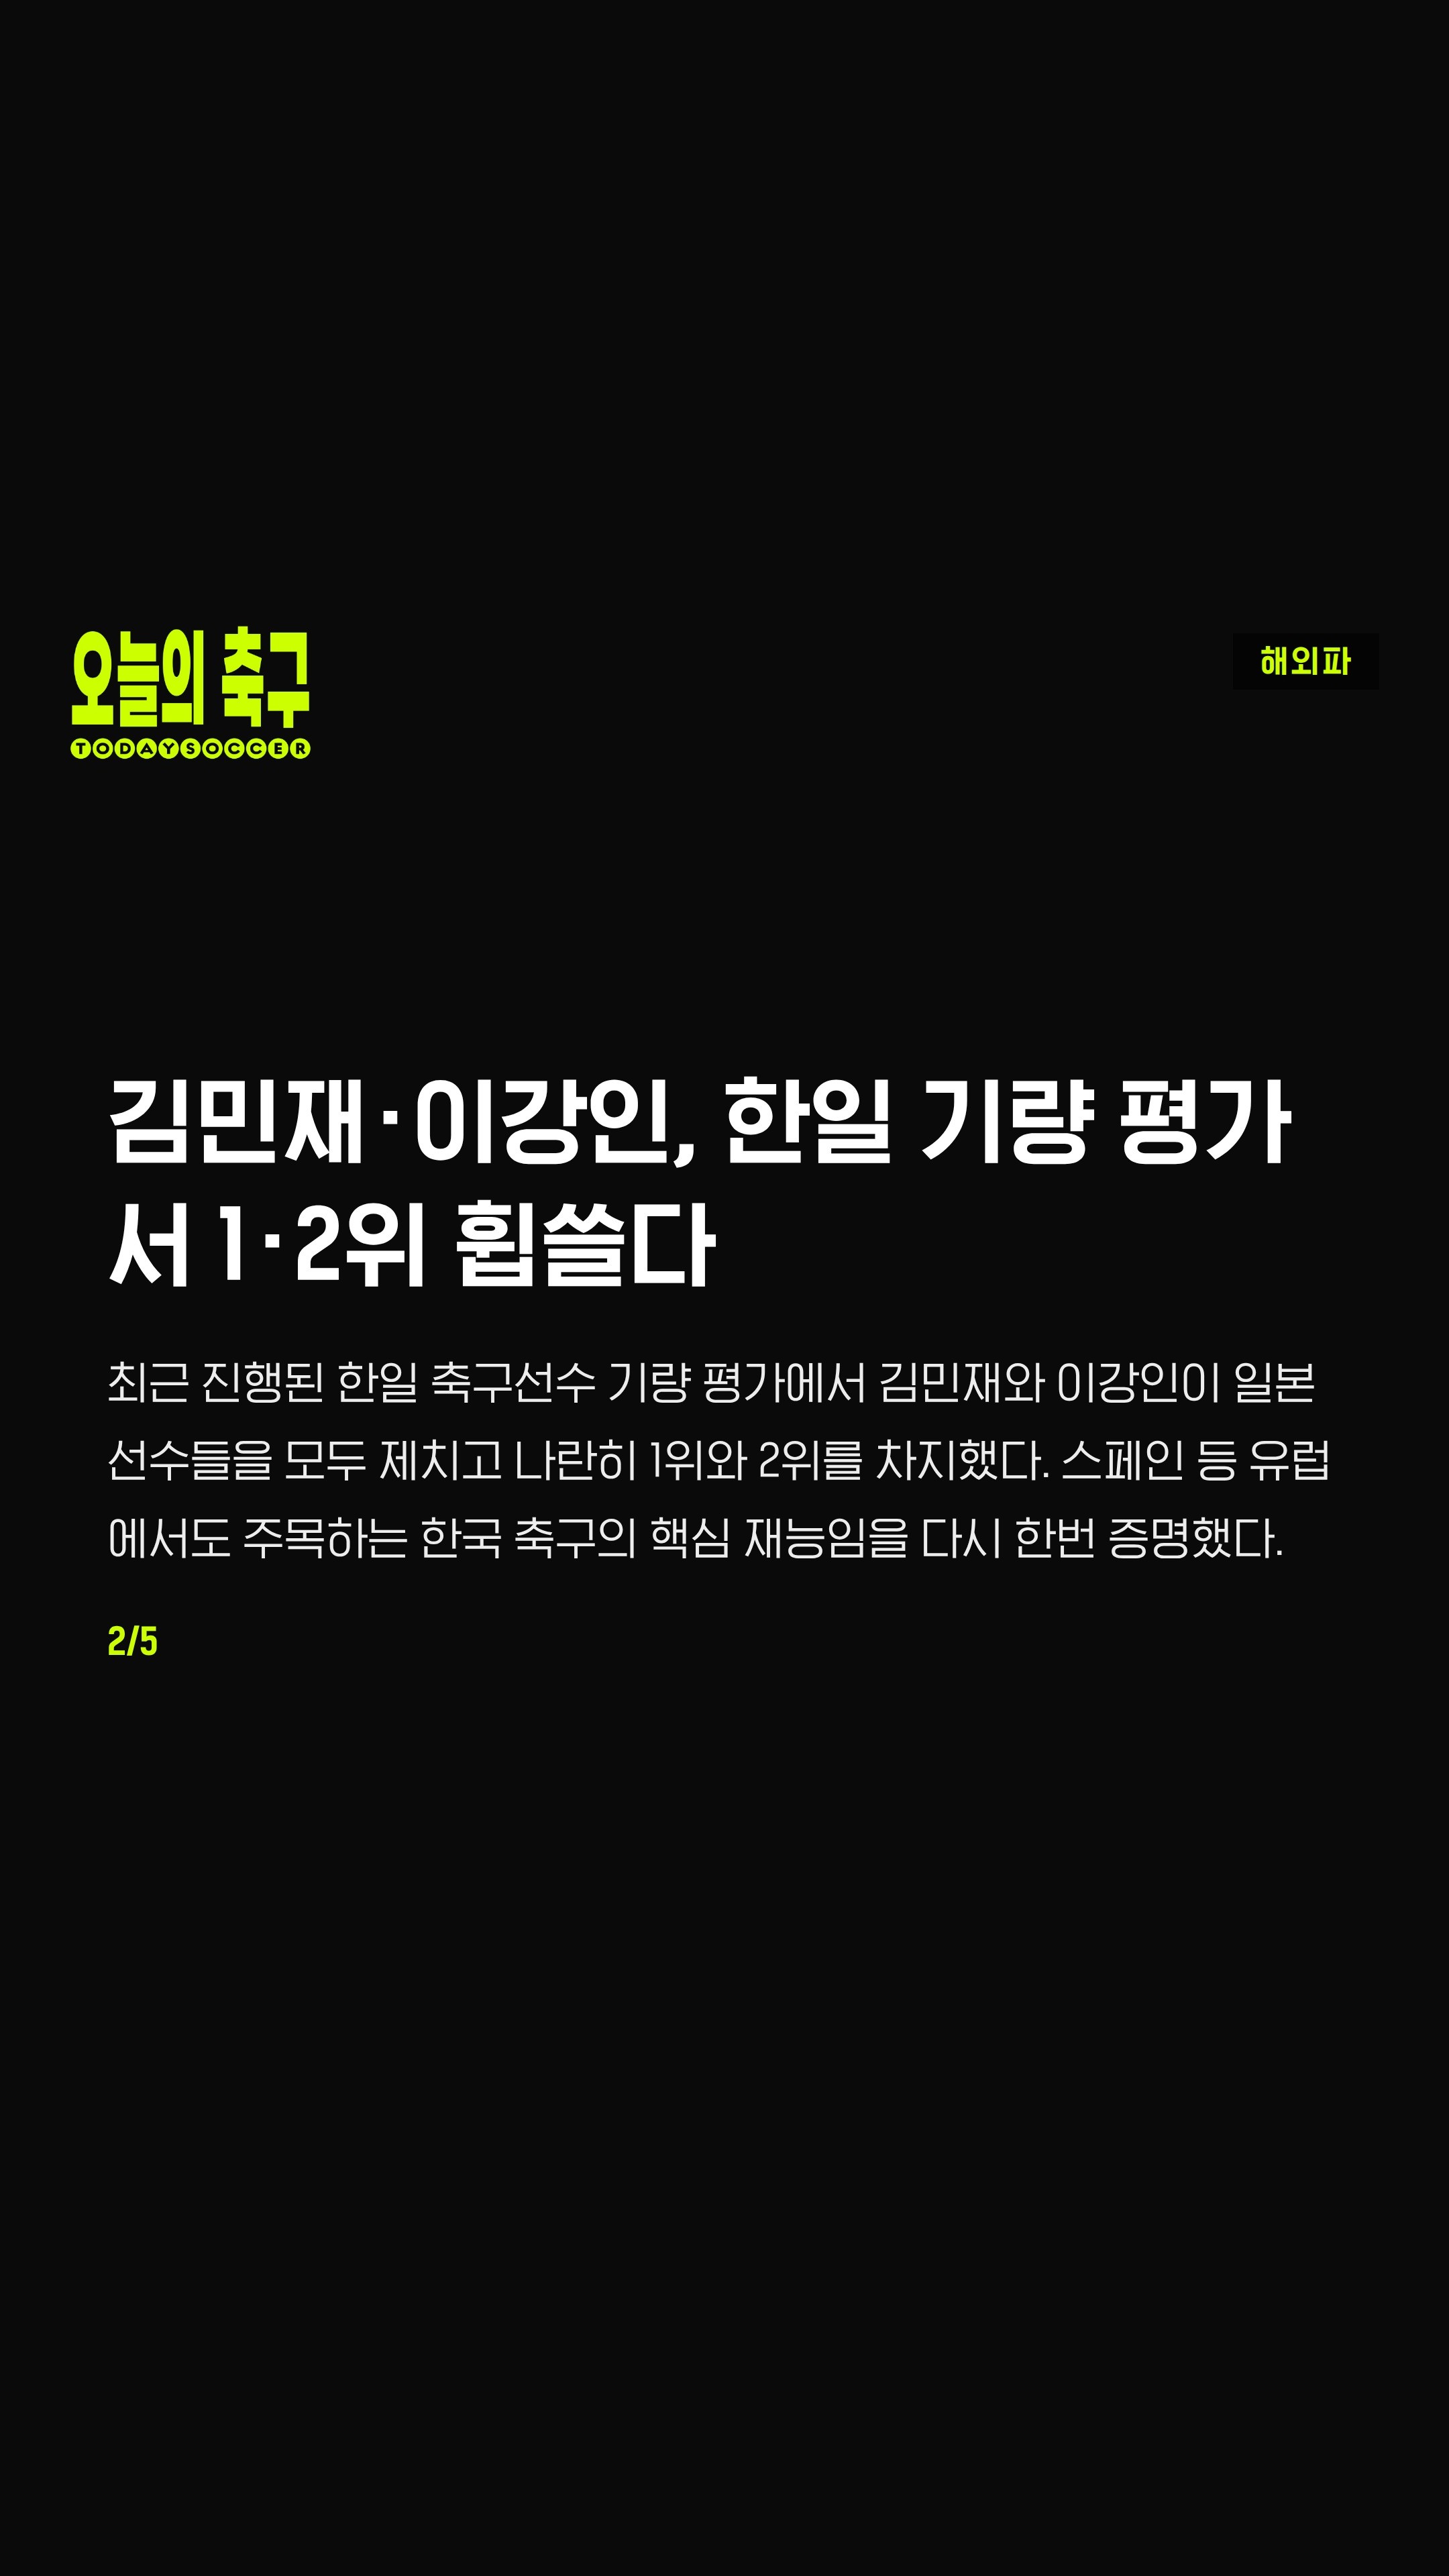 오늘의 축구
TODAYSOCCER
해외파
김민재·이강인, 한일 기량 평가
서 1·2위 휩쓸다
최근 진행된 한일 축구선수 기량 평가에서 김민재와 이강인이 일본
선수들을 모두 제치고 나란히 1위와 2위를 차지했다. 스페인 등 유럽
에서도 주목하는 한국 축구의 핵심 재능임을 다시 한번 증명했다.
2/5